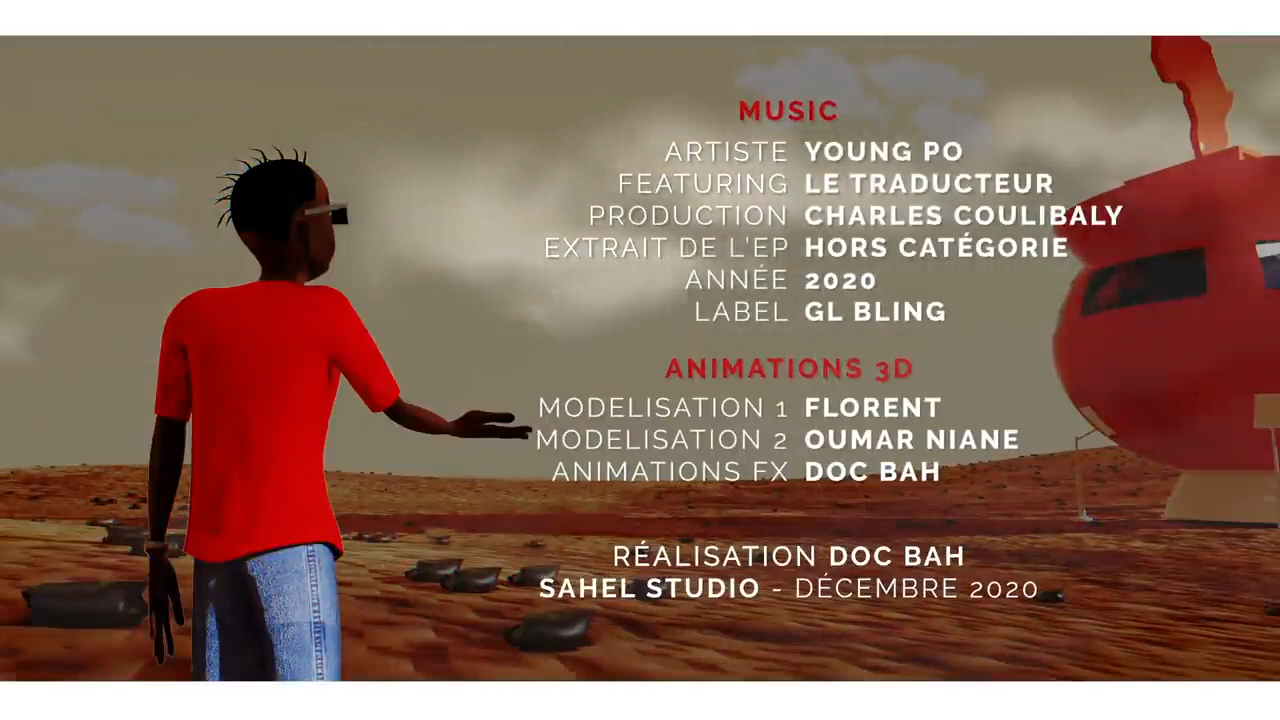 MUSIC
ARTISTE YOUNG PO
FEATURING LE TRADUCTEUR
PRODUCTION CHARLES COULIBALY
EXTRAIT DE L'EP HORS CATÉGORIE
ANNÉE 2020
LABEL GL BLING
ANIMATIONS 3D
MODELISATION 1 FLORENT
MODELISATION 2 OUMAR NIANE
ANIMATIONS FX DOC BAH
RÉALISATION DOC BAH
SAHEL STUDIO - DÉCEMBRE 2020